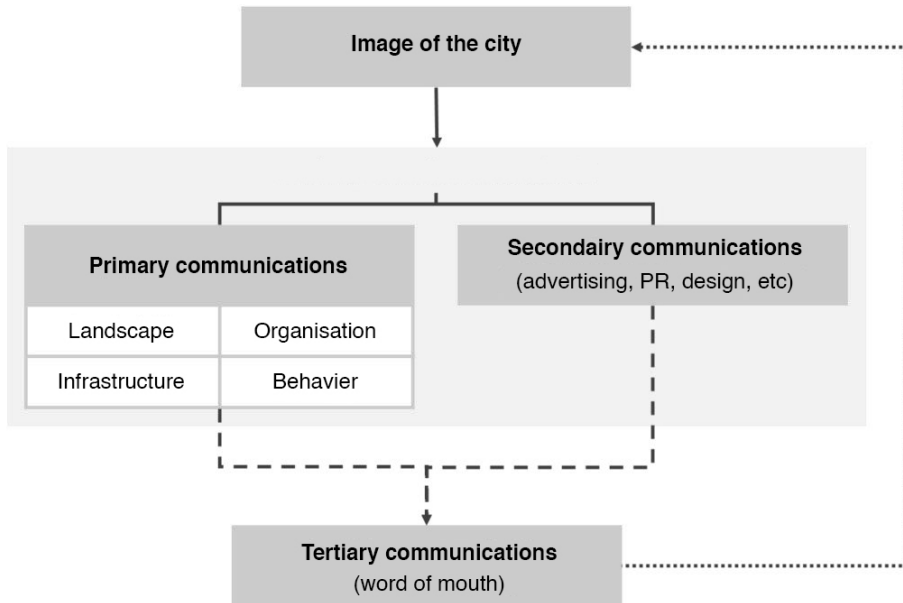 Image of the city
Primary communications
Secondairy communications
(advertising, PR, design, etc)
Landscape
Organisation
Infrastructure
Behavier
Tertiary communications
(word of mouth)